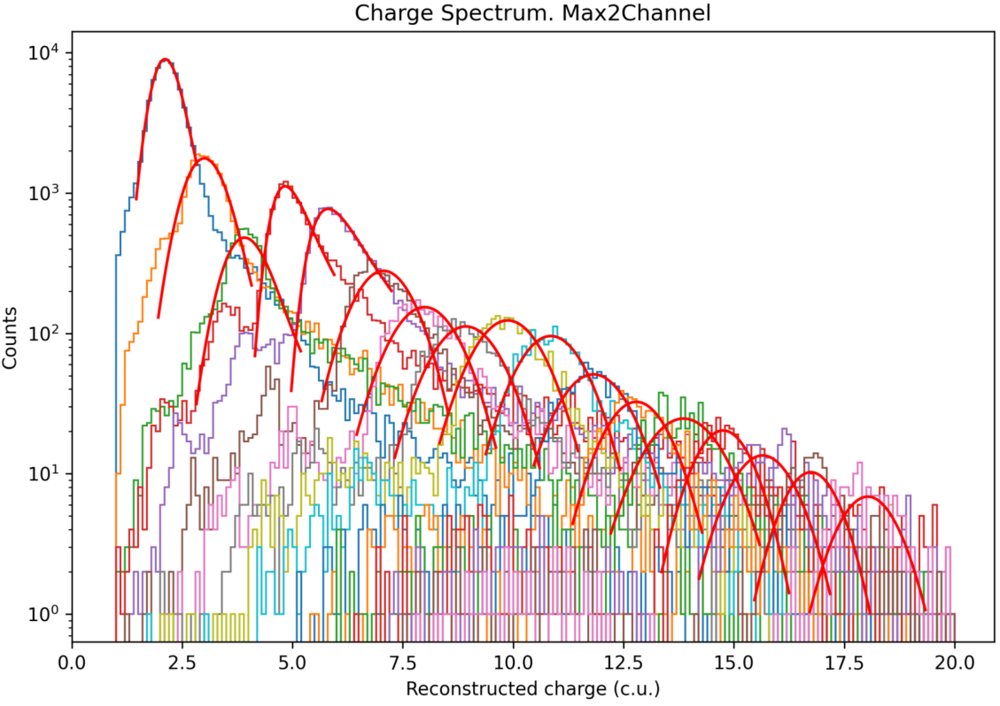 Charge Spectrum. Max2Channel
10⁴
10³
10²
10¹
10⁰
Counts
0.0 2.5 5.0 7.5 10.0 12.5 15.0 17.5 20.0
Reconstructed charge (c.u.)